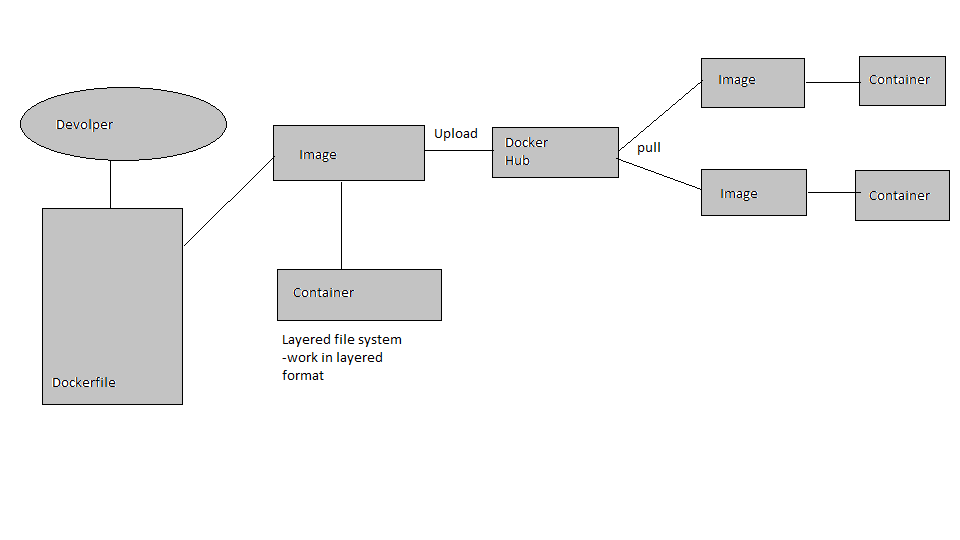 Devolper
Dockerfile
Image
Container
Layered file system
-work in layered
format
Upload
Docker
Hub
pull
Image
Container
Image
Container